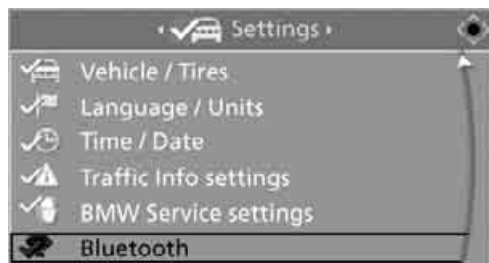 Settings
Vehicle / Tires
Language / Units
Time / Date
Traffic Info settings
BMW Service settings
Bluetooth